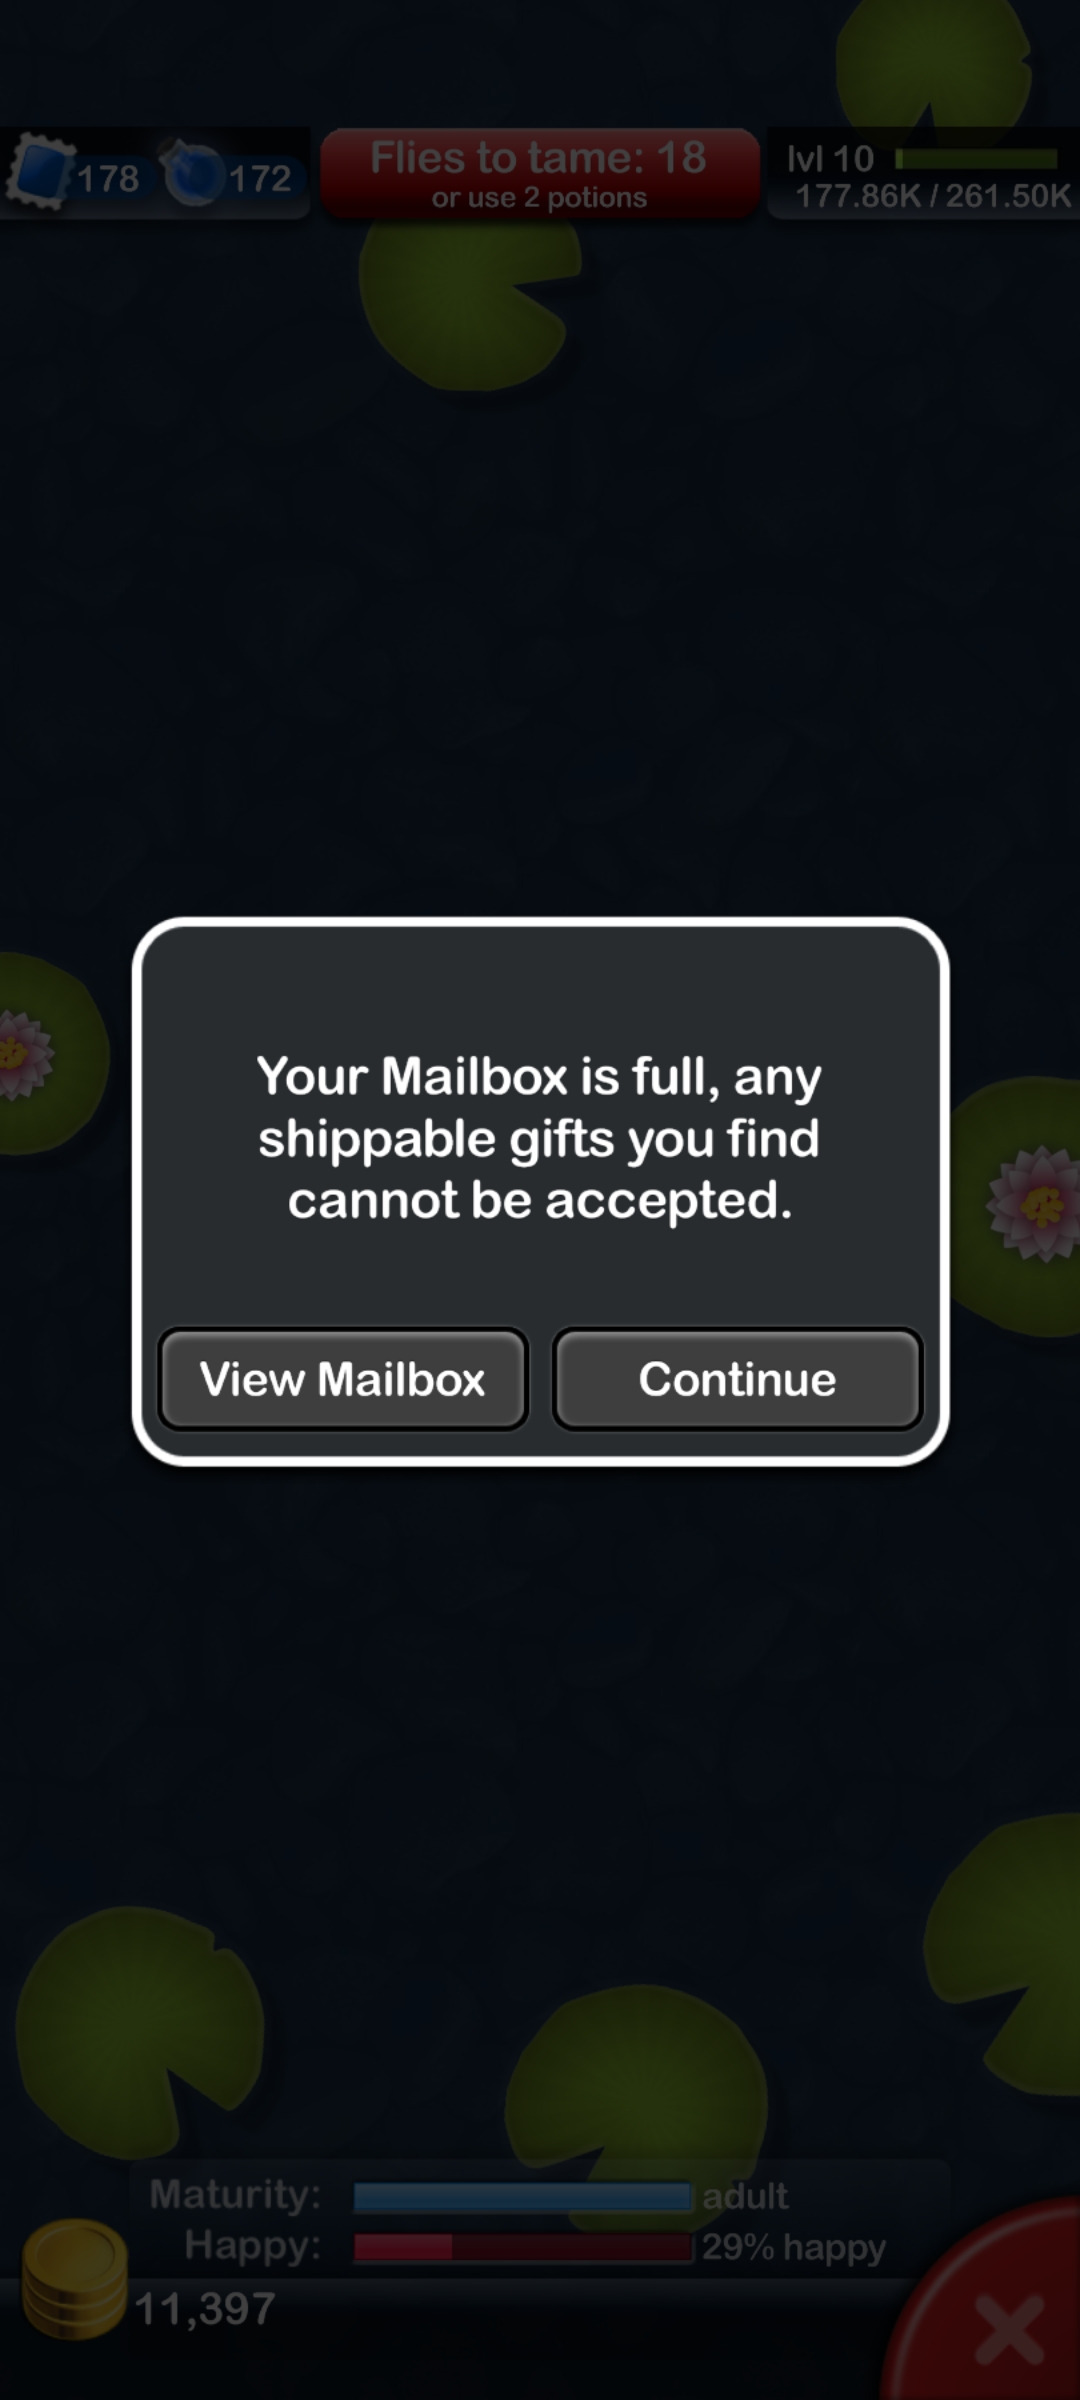 178
172
Flies to tame: 18
or use 2 potions
lvl 10
177.86K / 261.50K
Your Mailbox is full, any
shippable gifts you find
cannot be accepted.
View Mailbox
Continue
Maturity:
adult
Happy:
29% happy
11,397